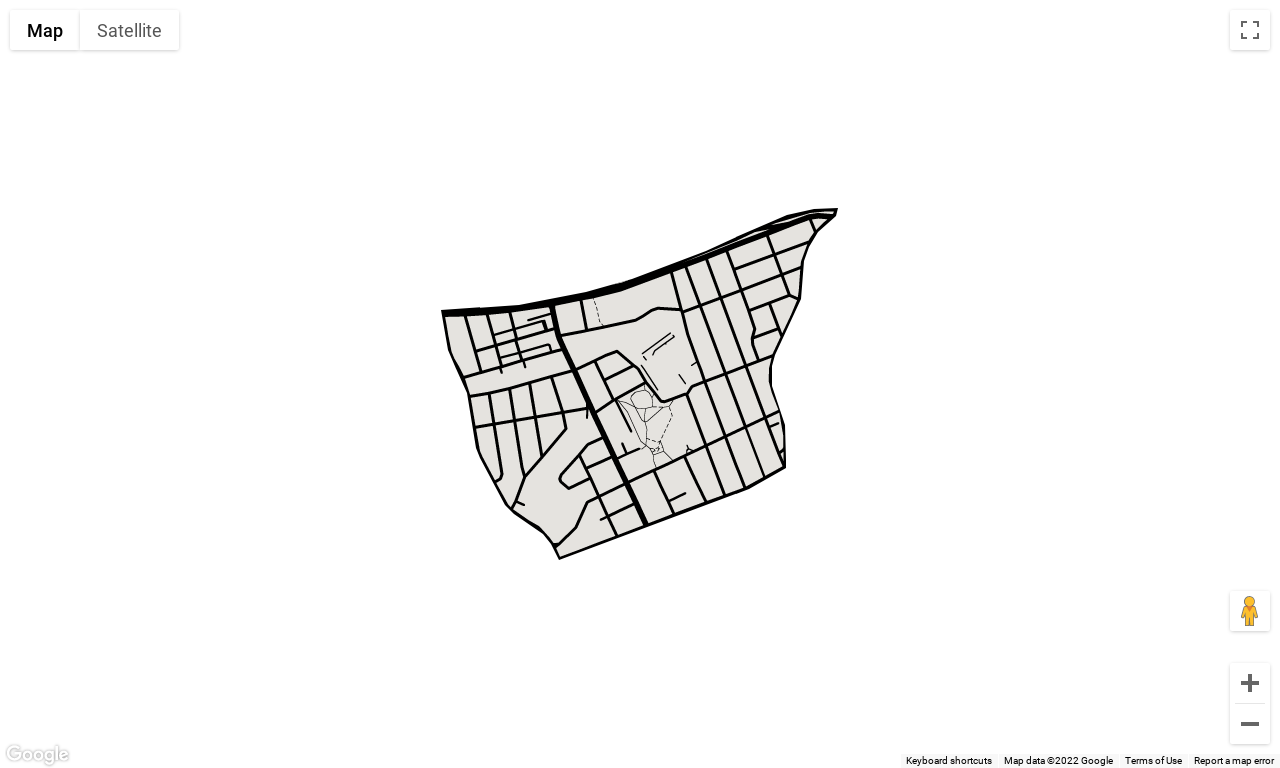 Map Satellite
Google
Keyboard shortcuts Map data ©2022 Google Terms of Use Report a map error